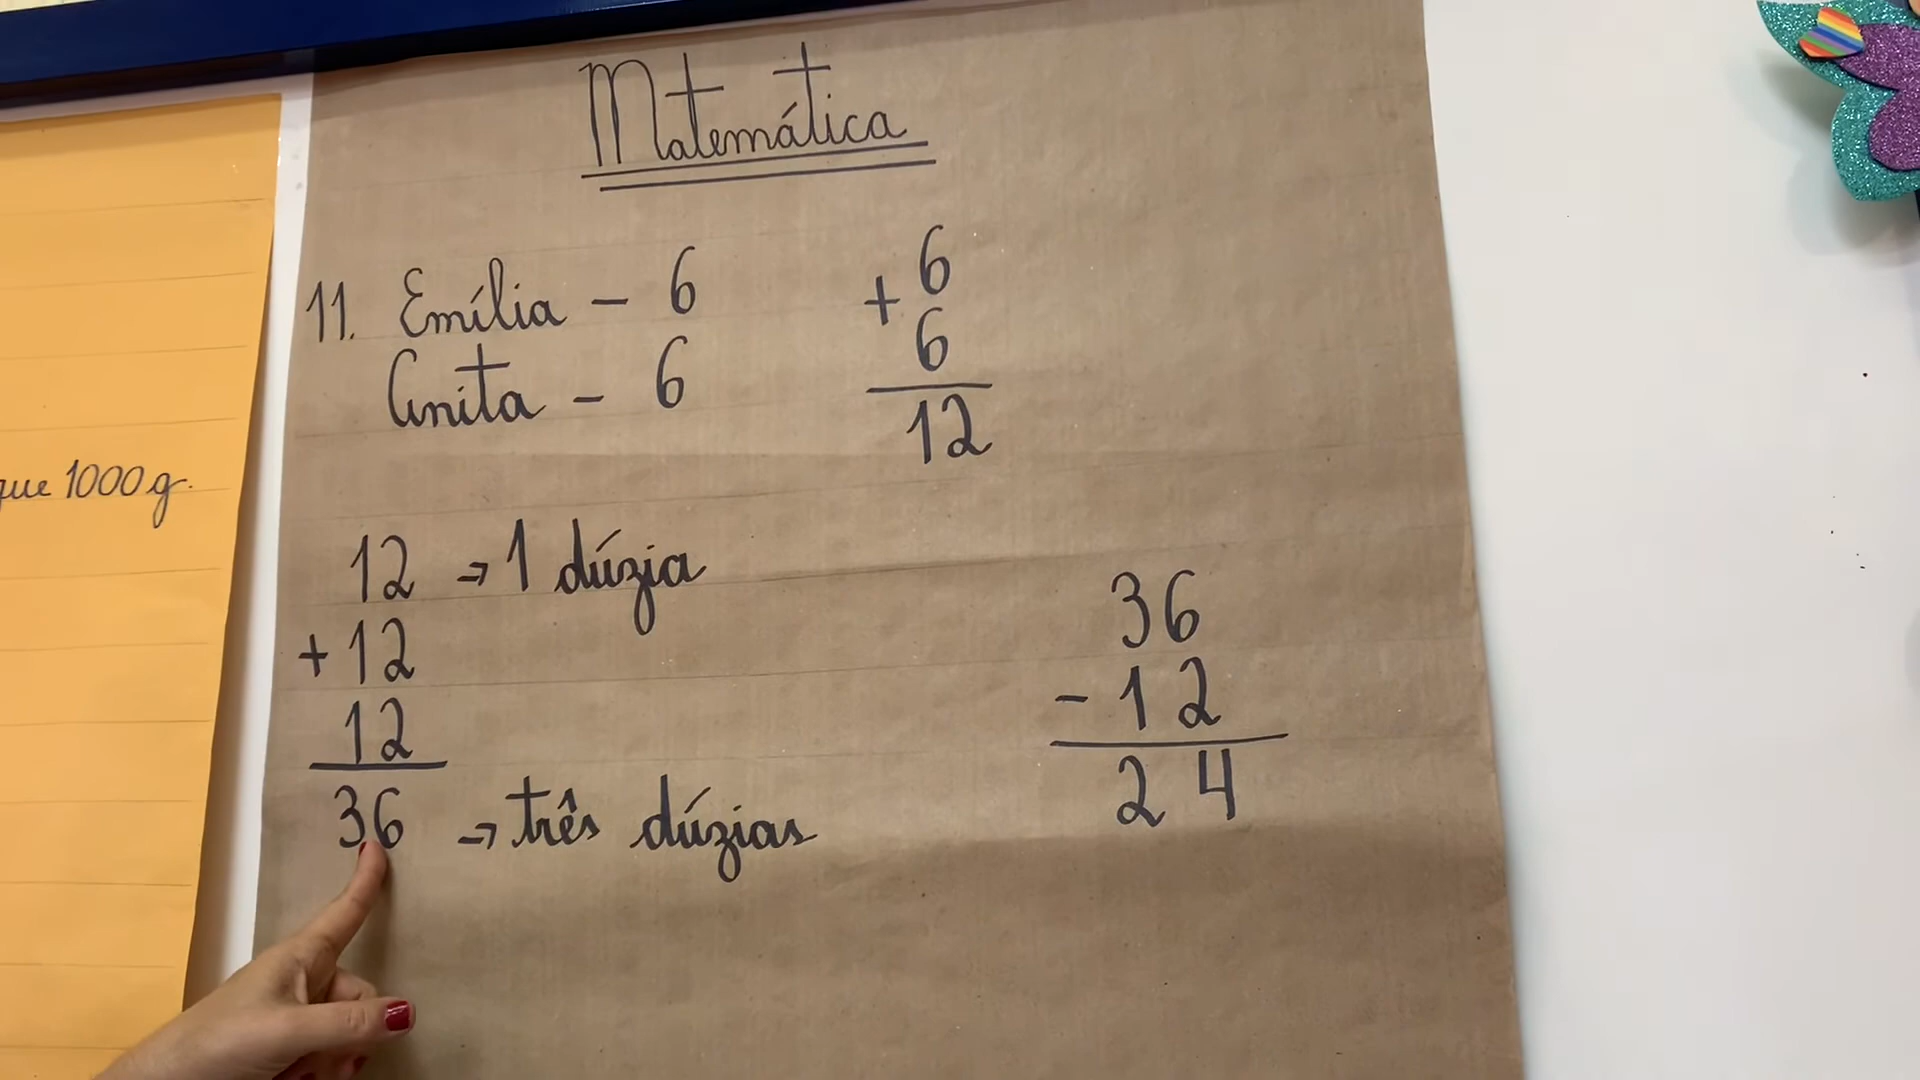 Matemática
que 1000 g.
11. Emília - 6
Anita - 6
+ 6
6
12
12 → 1 dúzia
+ 12
12
36 → três dúzias
36
- 12
24